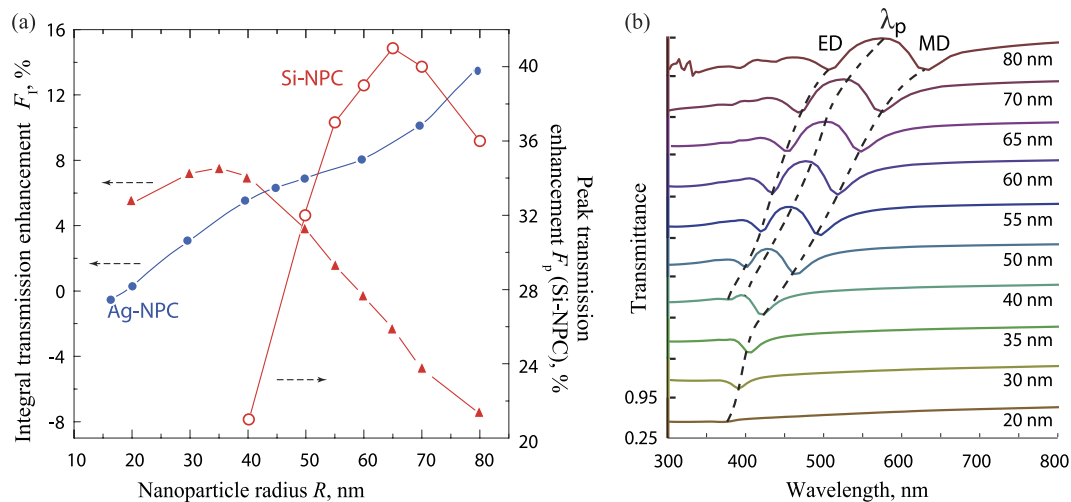 (a)
Integral transmission enhancement F_I, %
16
12
8
4
0
-4
-8
Si-NPC
Ag-NPC
40
36
32
28
24
20
Peak transmission
enhancement F_p (Si-NPC), %
10 20 30 40 50 60 70 80
Nanoparticle radius R, nm
(b)
Transmittance
0.95
0.25
ED
λ_p
MD
80 nm
70 nm
65 nm
60 nm
55 nm
50 nm
40 nm
35 nm
30 nm
20 nm
300 400 500 600 700 800
Wavelength, nm